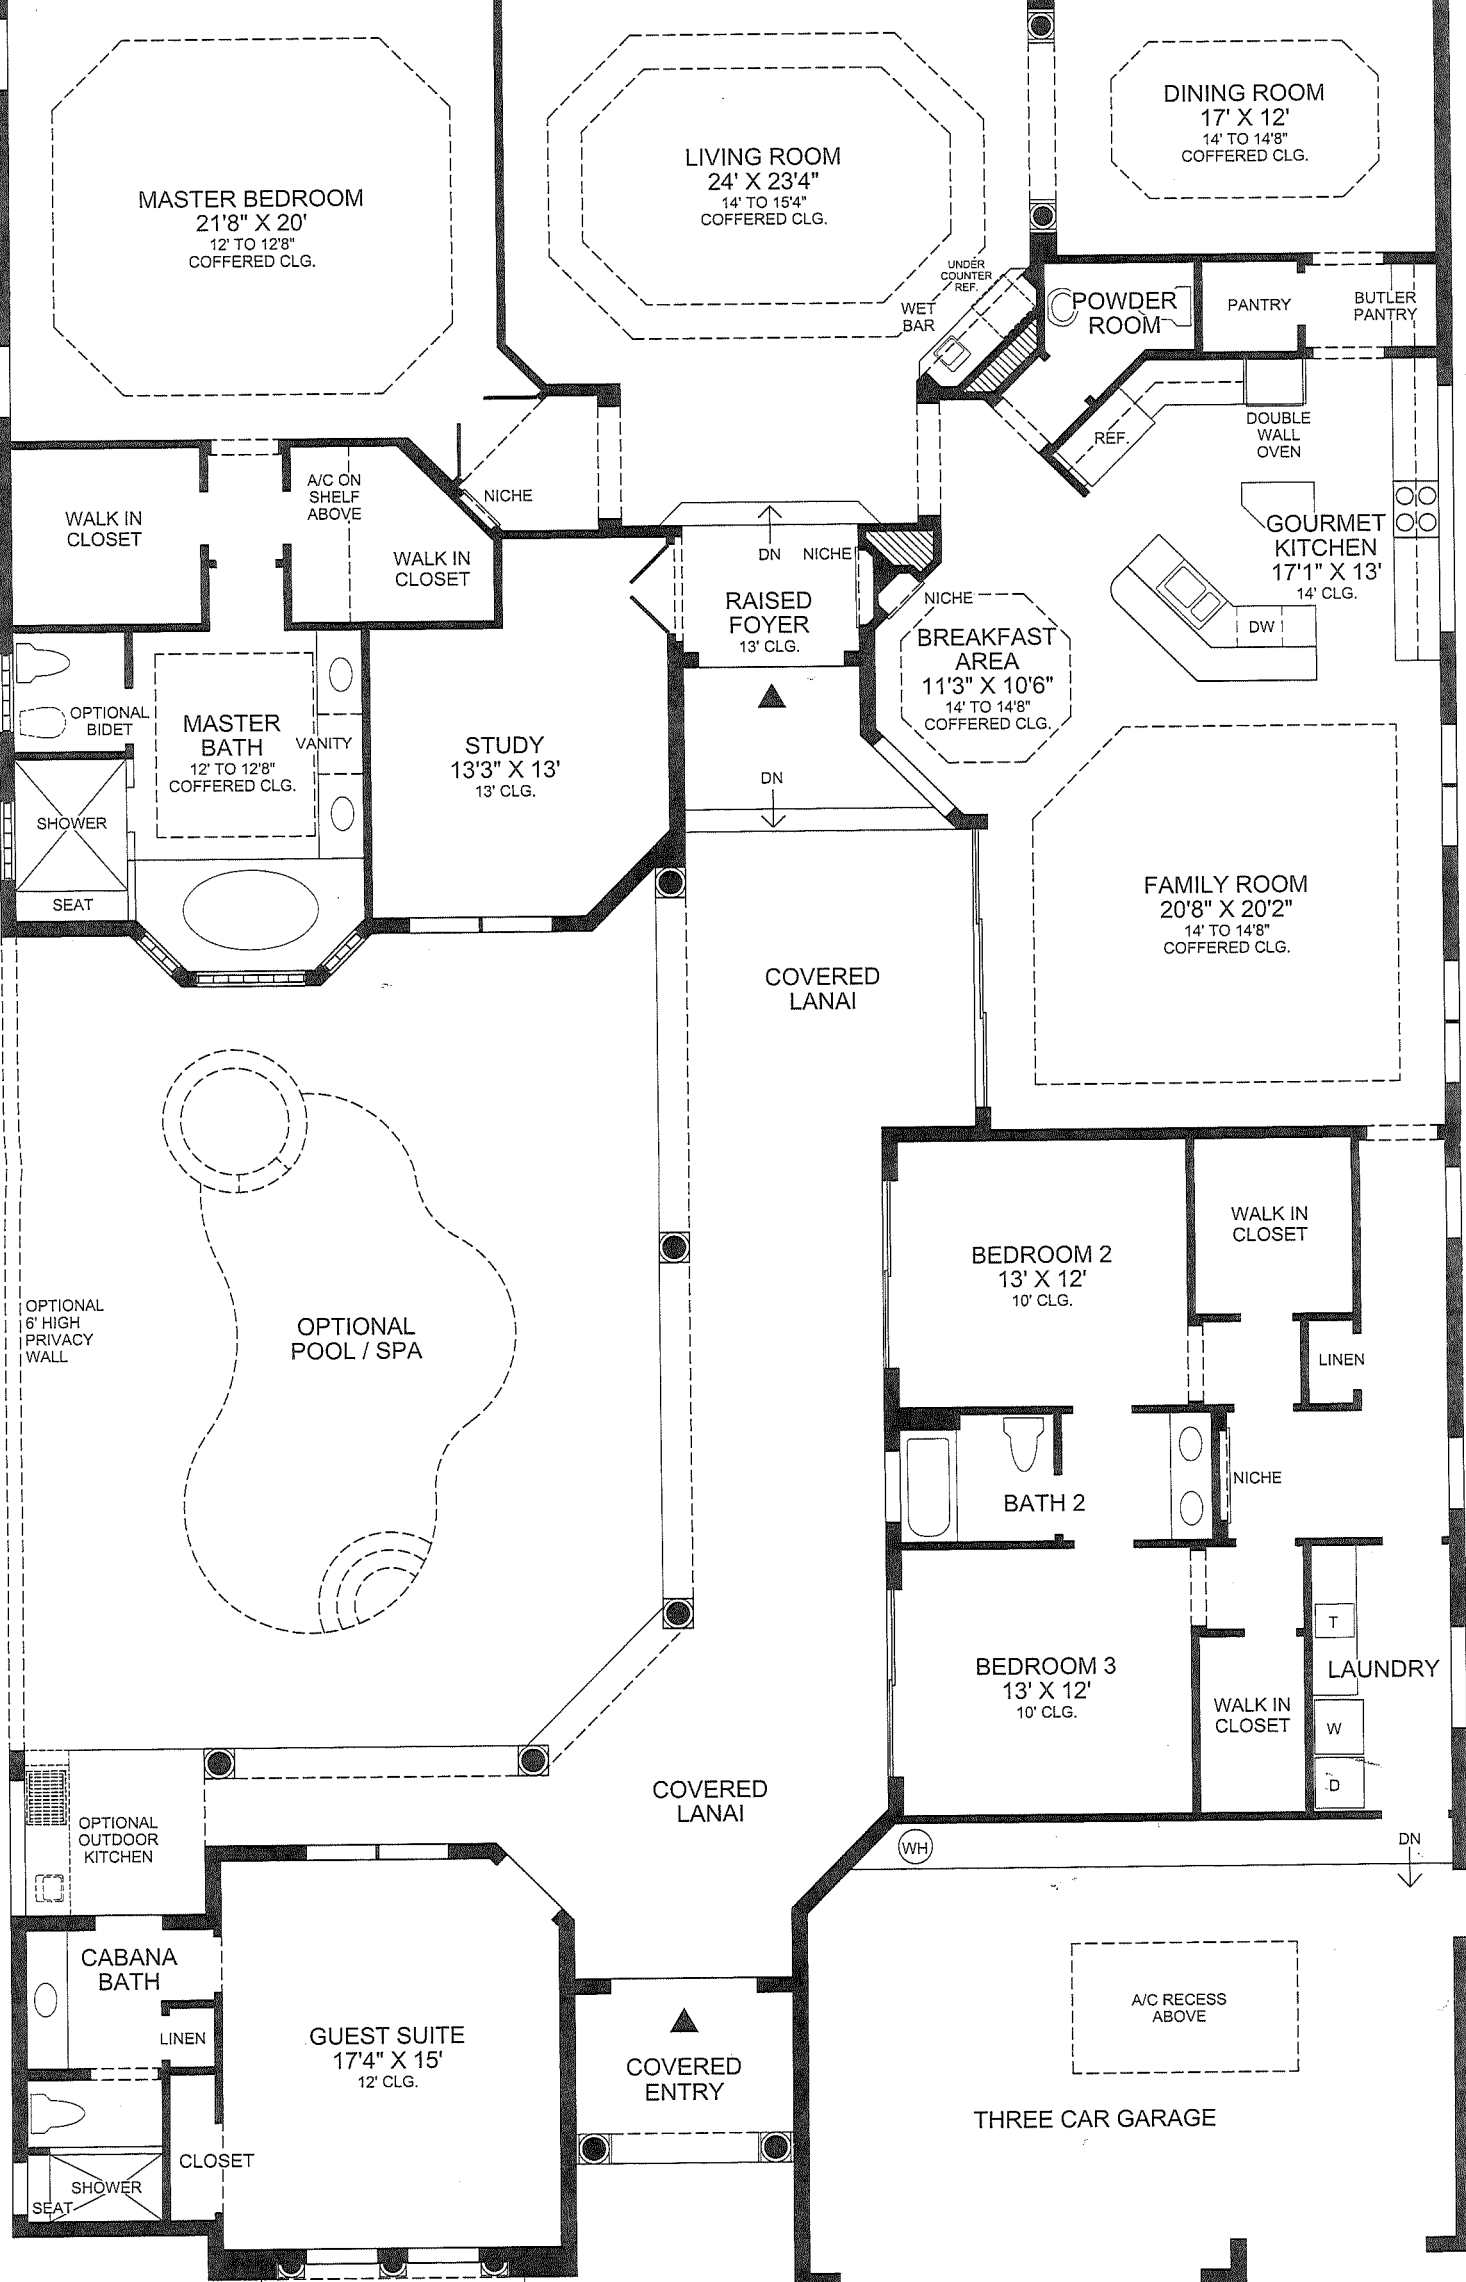 MASTER BEDROOM
21'8" X 20'
12' TO 12'8"
COFFERED CLG.
LIVING ROOM
24' X 23'4"
14' TO 15'4"
COFFERED CLG.
DINING ROOM
17' X 12'
14' TO 14'8"
COFFERED CLG.
UNDER
COUNTER
REF.
WET
BAR
POWDER
ROOM
PANTRY
BUTLER
PANTRY
REF.
DOUBLE
WALL
OVEN
WALK IN
CLOSET
A/C ON
SHELF
ABOVE
WALK IN
CLOSET
NICHE
DN
NICHE
RAISED
FOYER
13' CLG.
NICHE
GOURMET
KITCHEN
17'1" X 13'
14' CLG.
DW
BREAKFAST
AREA
11'3" X 10'6"
14' TO 14'8"
COFFERED CLG.
OPTIONAL
BIDET
MASTER
BATH
12' TO 12'8"
COFFERED CLG.
VANITY
STUDY
13'3" X 13'
13' CLG.
DN
SHOWER
SEAT
FAMILY ROOM
20'8" X 20'2"
14' TO 14'8"
COFFERED CLG.
COVERED
LANAI
OPTIONAL
6' HIGH
PRIVACY
WALL
OPTIONAL
POOL / SPA
BEDROOM 2
13' X 12'
10' CLG.
WALK IN
CLOSET
LINEN
BATH 2
NICHE
BEDROOM 3
13' X 12'
10' CLG.
WALK IN
CLOSET
T
LAUNDRY
W
D
OPTIONAL
OUTDOOR
KITCHEN
COVERED
LANAI
WH
DN
CABANA
BATH
LINEN
GUEST SUITE
17'4" X 15'
12' CLG.
CLOSET
SHOWER
SEAT
COVERED
ENTRY
A/C RECESS
ABOVE
THREE CAR GARAGE